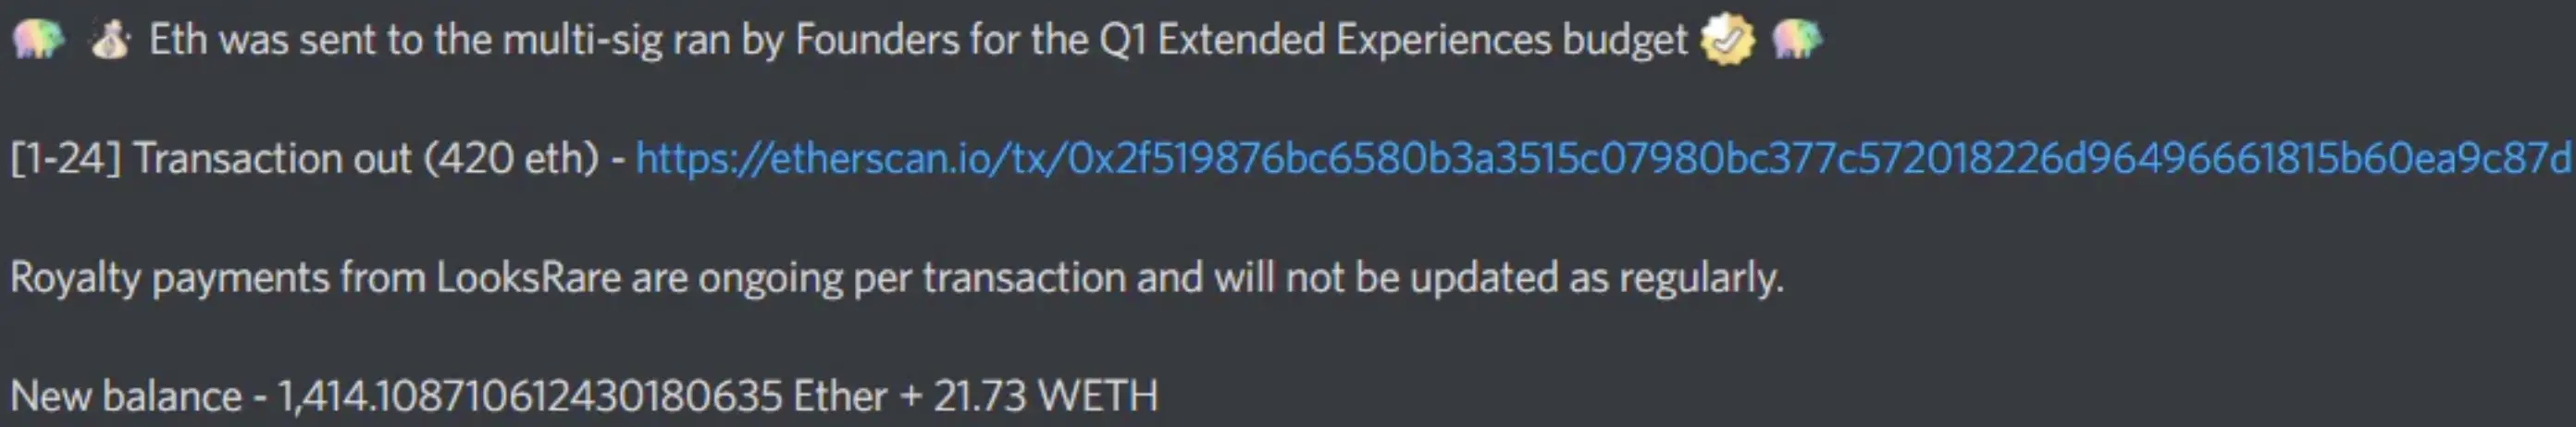 Eth was sent to the multi-sig ran by Founders for the Q1 Extended Experiences budget
[1-24] Transaction out (420 eth) - https://etherscan.io/tx/0x2f519876bc6580b3a3515c07980bc377c572018226d96496661815b60ea9c87d
Royalty payments from LooksRare are ongoing per transaction and will not be updated as regularly.
New balance - 1,414.108710612430180635 Ether + 21.73 WETH